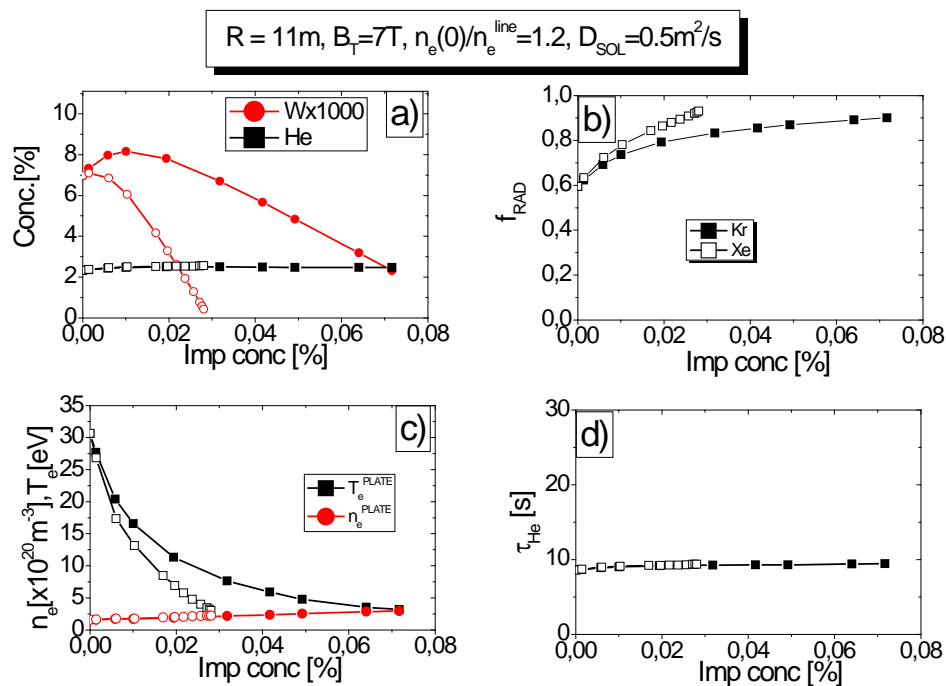 R = 11m, B_T=7T, n_e(0)/n_e^line=1.2, D_SOL=0.5m²/s
a)
Wx1000
He
Conc.[%]
10
8
6
4
2
0
0,00 0,02 0,04 0,06 0,08
Imp conc [%]
b)
f_RAD
1,0
0,8
0,6
0,4
0,2
0,0
Kr
Xe
0,00 0,02 0,04 0,06 0,08
Imp conc [%]
c)
n_e[x10^20m^-3],T_e[eV]
35
30
25
20
15
10
5
0
T_e^PLATE
n_e^PLATE
0,00 0,02 0,04 0,06 0,08
Imp conc [%]
d)
τ_He [s]
30
20
10
0
0,00 0,02 0,04 0,06 0,08
Imp conc [%]